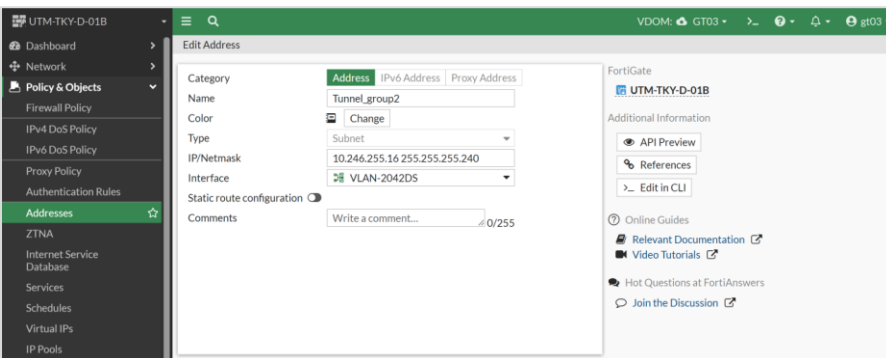 UTM-TKY-D-01B
VDOM: GT03
gt03
Dashboard
Network
Policy & Objects
Firewall Policy
IPv4 DoS Policy
IPv6 DoS Policy
Proxy Policy
Authentication Rules
Addresses
ZTNA
Internet Service
Database
Services
Schedules
Virtual IPs
IP Pools
Edit Address
Category Address IPv6 Address Proxy Address
Name Tunnel_group2
Color Change
Type Subnet
IP/Netmask 10.246.255.16 255.255.255.240
Interface VLAN-2042DS
Static route configuration
Comments Write a comment... 0/255
FortiGate
UTM-TKY-D-01B
Additional Information
API Preview
References
>_ Edit in CLI
Online Guides
Relevant Documentation
Video Tutorials
Hot Questions at FortiAnswers
Join the Discussion